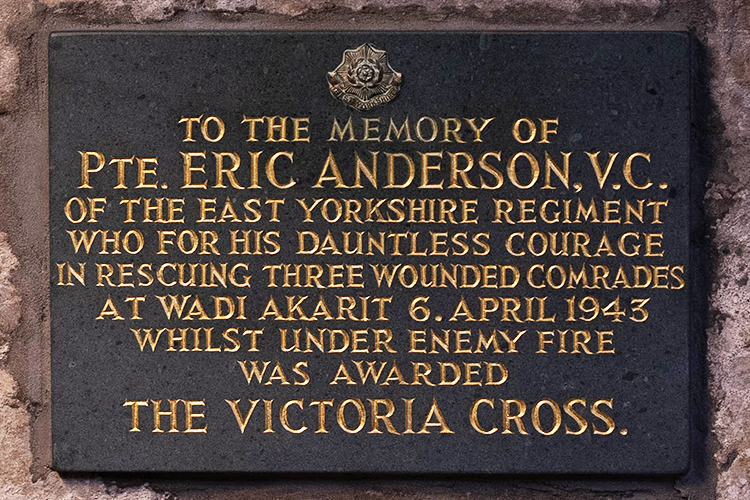 TO THE MEMORY OF
PTE. ERIC ANDERSON, V.C.
OF THE EAST YORKSHIRE REGIMENT
WHO FOR HIS DAUNTLESS COURAGE
IN RESCUING THREE WOUNDED COMRADES
AT WADI AKARIT 6. APRIL 1943
WHILST UNDER ENEMY FIRE
WAS AWARDED
THE VICTORIA CROSS.